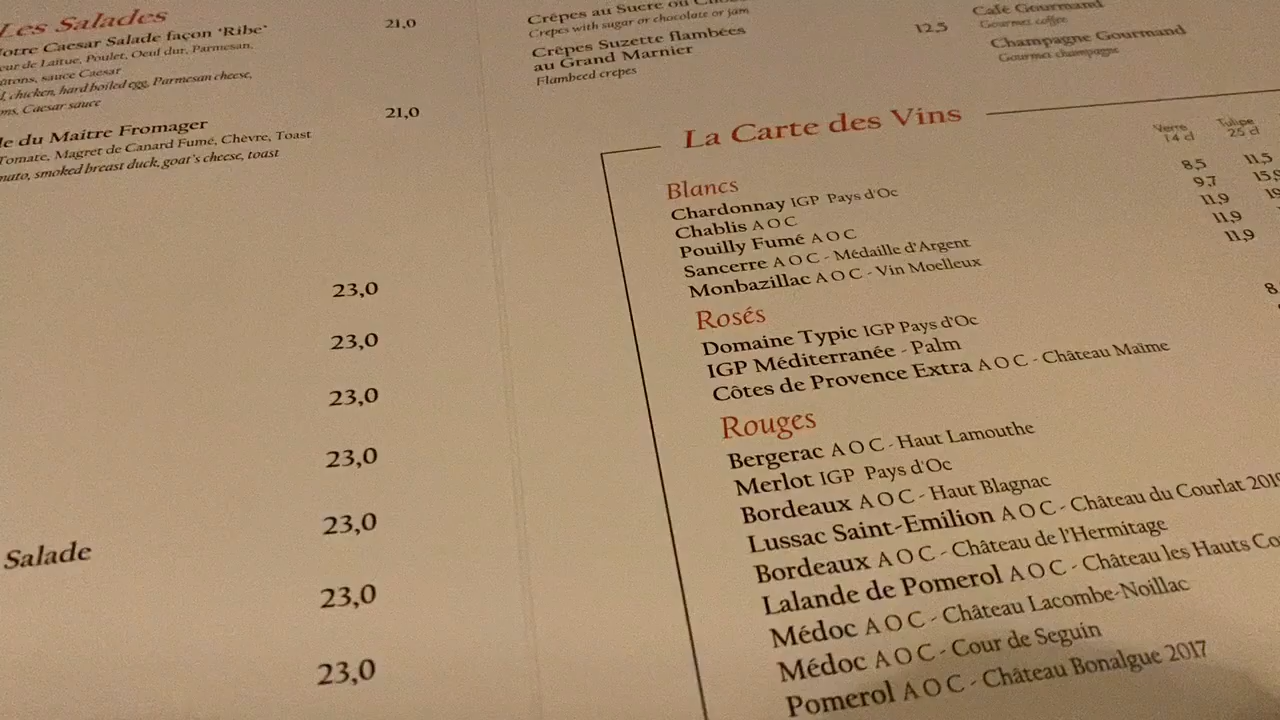 Les Salades
Notre Caesar Salade façon 'Ribe' 21,0
de Laitue, Poulet, Oeuf dur, Parmesan,
sauce Caesar
chicken, hard boiled egg, Parmesan cheese,
Caesar sauce
du Maitre Fromager 21,0
Tomate, Magret de Canard Fumé, Chèvre, Toast
smoked breast duck, goat's cheese, toast
23,0
23,0
23,0
23,0
23,0
Salade
23,0
23,0
Crêpes au Sucre ou
Crepes with sugar or chocolate or jam
Crêpes Suzette flambées 12,5
au Grand Marnier
Flambeed crepes
Café Gourmand
Gourmet coffee
Champagne Gourmand
Gourmet champagne
La Carte des Vins
Verre Tulipe
14 cl 25 cl
Blancs
Chardonnay IGP Pays d'Oc 8,5 11,5
Chablis A O C 9,7
Pouilly Fumé A O C 11,9
Sancerre A O C - Médaille d'Argent 11,9
Monbazillac A O C - Vin Moelleux 11,9
Rosés
Domaine Typic IGP Pays d'Oc
IGP Méditerranée - Palm
Côtes de Provence Extra A O C - Château Maïme
Rouges
Bergerac A O C - Haut Lamouthe
Merlot IGP Pays d'Oc
Bordeaux A O C - Haut Blagnac
Lussac Saint-Emilion A O C - Château du Courlat 2019
Bordeaux A O C - Château de l'Hermitage
Lalande de Pomerol A O C - Château les Hauts
Médoc A O C - Château Lacombe-Noillac
Médoc A O C - Cour de Seguin
Pomerol A O C - Château Bonalgue 2017